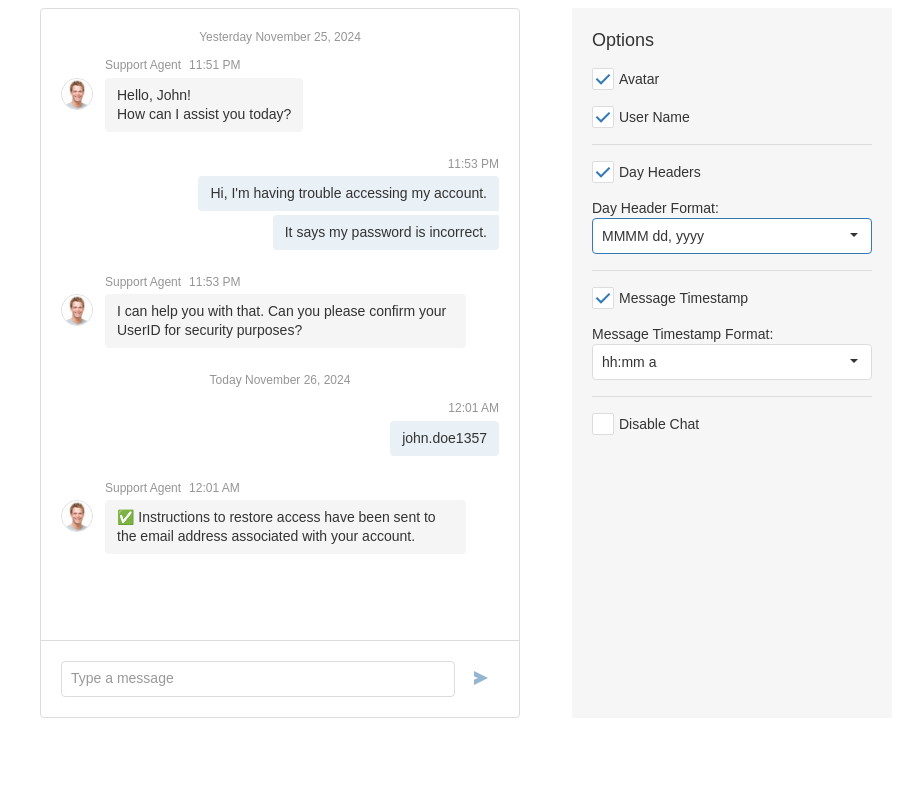 Yesterday November 25, 2024
Support Agent 11:51 PM
Hello, John!
How can I assist you today?
11:53 PM
Hi, I'm having trouble accessing my account.
It says my password is incorrect.
Support Agent 11:53 PM
I can help you with that. Can you please confirm your
UserID for security purposes?
Today November 26, 2024
12:01 AM
john.doe1357
Support Agent 12:01 AM
✅ Instructions to restore access have been sent to
the email address associated with your account.
Type a message
Options
Avatar
User Name
Day Headers
Day Header Format:
MMMM dd, yyyy
Message Timestamp
Message Timestamp Format:
hh:mm a
Disable Chat